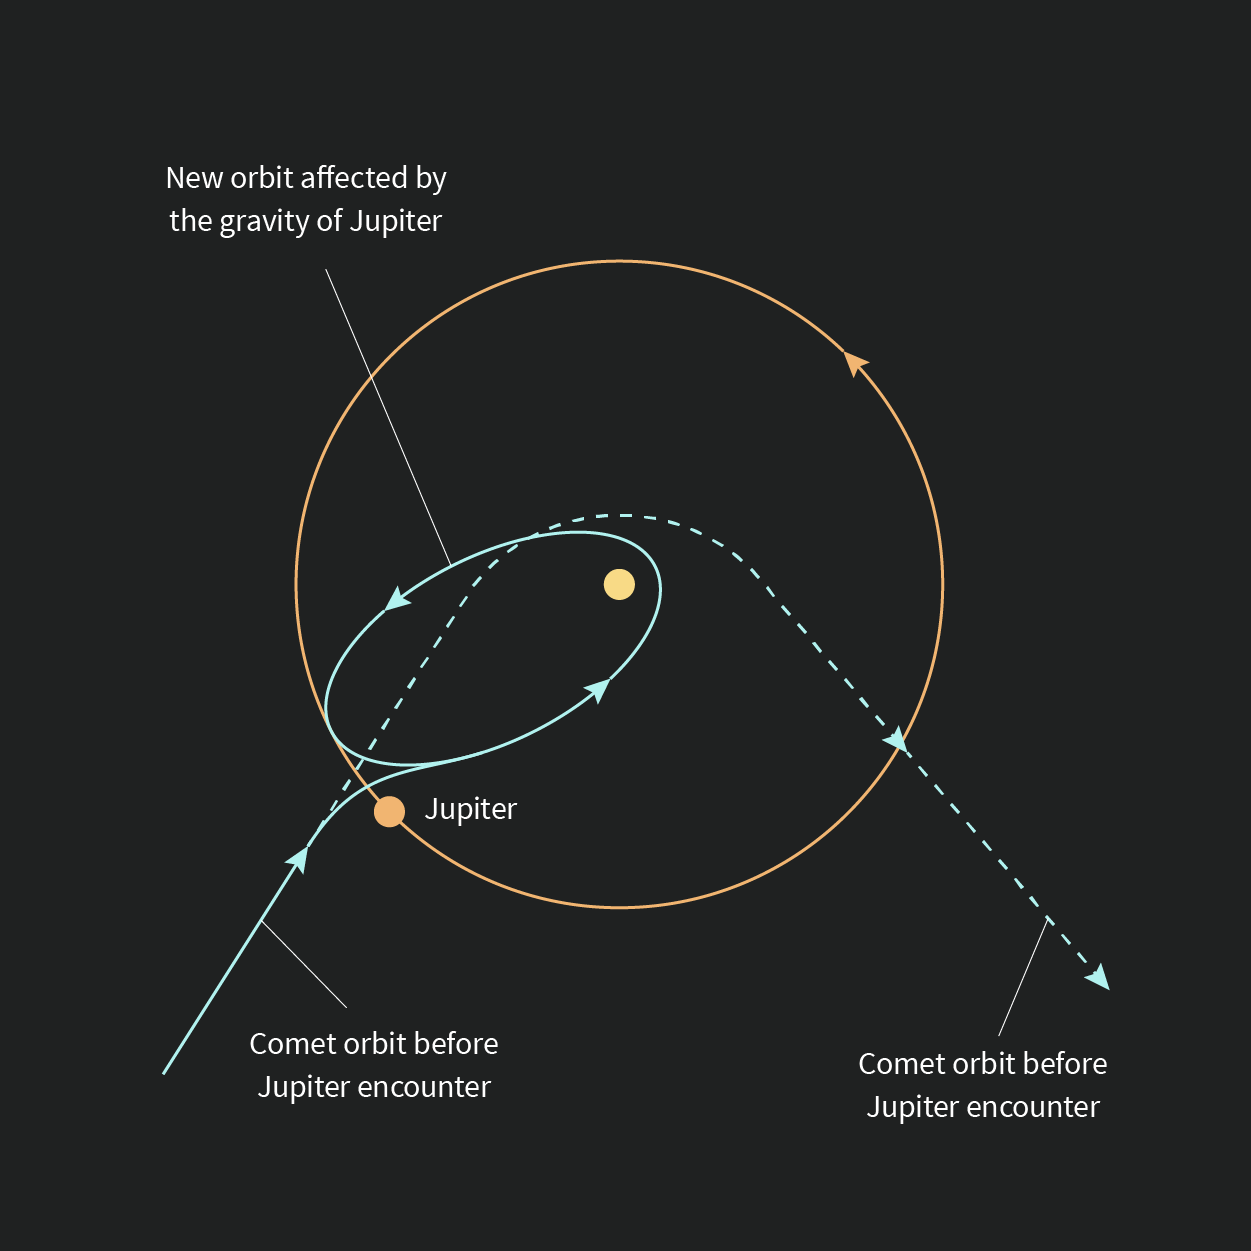 New orbit affected by
the gravity of Jupiter
Jupiter
Comet orbit before
Jupiter encounter
Comet orbit before
Jupiter encounter